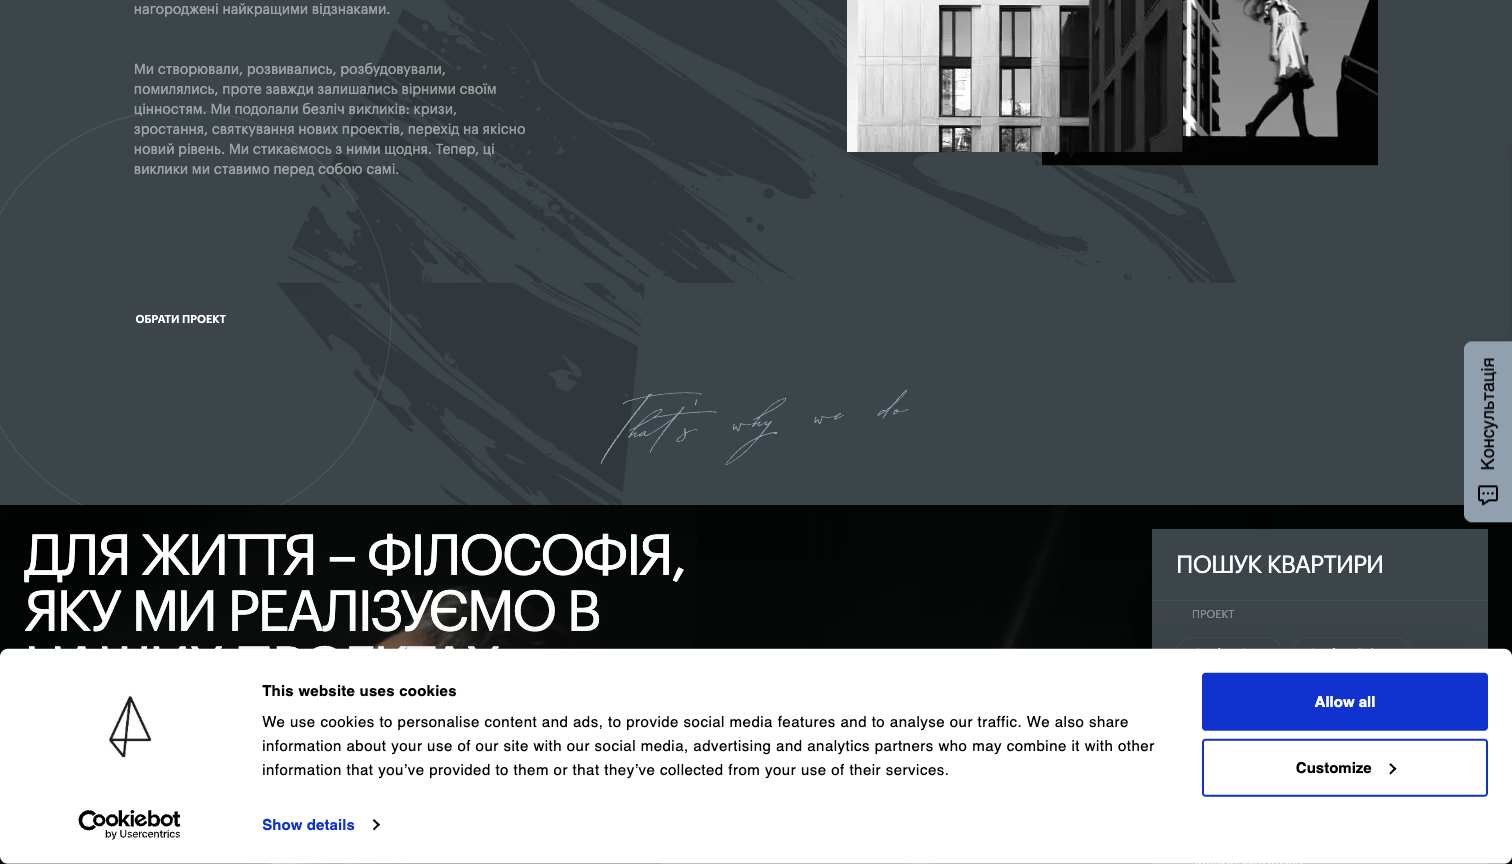 нагороджені найкращими відзнаками.
Ми створювали, розвивались, розбудовували,
помилялись, проте завжди залишались вірними своїм
цінностям. Ми подолали безліч викликів: кризи,
зростання, святкування нових проектів, перехід на якісно
новий рівень. Ми стикаємось з ними щодня. Тепер, ці
виклики ми ставимо перед собою самі.
ОБРАТИ ПРОЕКТ
That's why we do
Консультація
ДЛЯ ЖИТТЯ – ФІЛОСОФІЯ,
ЯКУ МИ РЕАЛІЗУЄМО В
НАШИХ ПРОЕКТАХ
ПОШУК КВАРТИРИ
ПРОЕКТ
This website uses cookies
We use cookies to personalise content and ads, to provide social media features and to analyse our traffic. We also share
information about your use of our site with our social media, advertising and analytics partners who may combine it with other
information that you’ve provided to them or that they’ve collected from your use of their services.
Show details
Allow all
Customize
Cookiebot
by Usercentrics